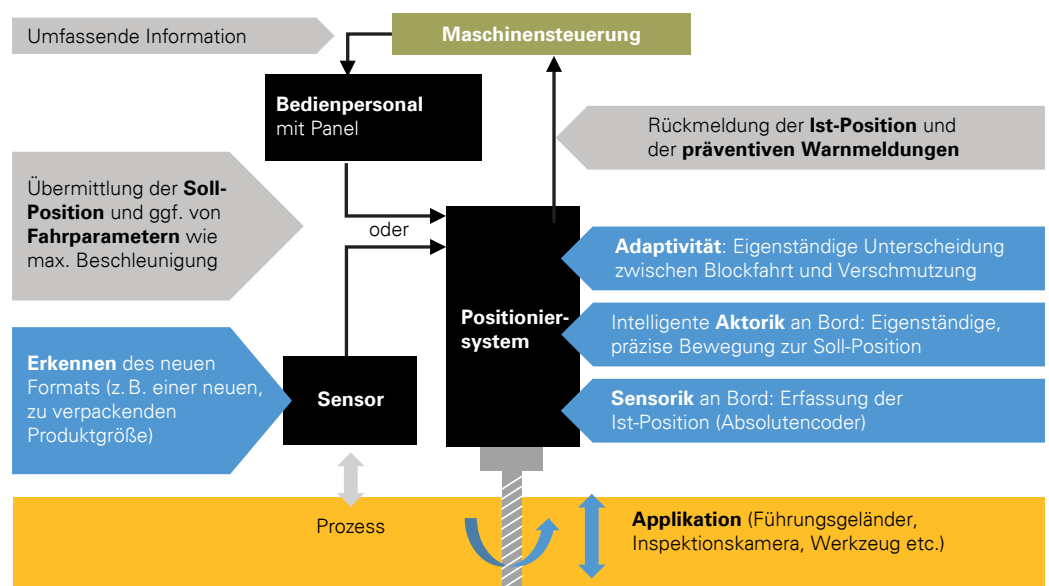 Umfassende Information
Maschinensteuerung
Bedienpersonal
mit Panel
Rückmeldung der Ist-Position und
der präventiven Warnmeldungen
Übermittlung der Soll-
Position und ggf. von
Fahrparametern wie
max. Beschleunigung
oder
Adaptivität: Eigenständige Unterscheidung
zwischen Blockfahrt und Verschmutzung
Positionier-
system
Intelligente Aktorik an Bord: Eigenständige,
präzise Bewegung zur Soll-Position
Erkennen des neuen
Formats (z. B. einer neuen,
zu verpackenden
Produktgröße)
Sensor
Sensorik an Bord: Erfassung der
Ist-Position (Absolutencoder)
Prozess
Applikation (Führungsgeländer,
Inspektionskamera, Werkzeug etc.)